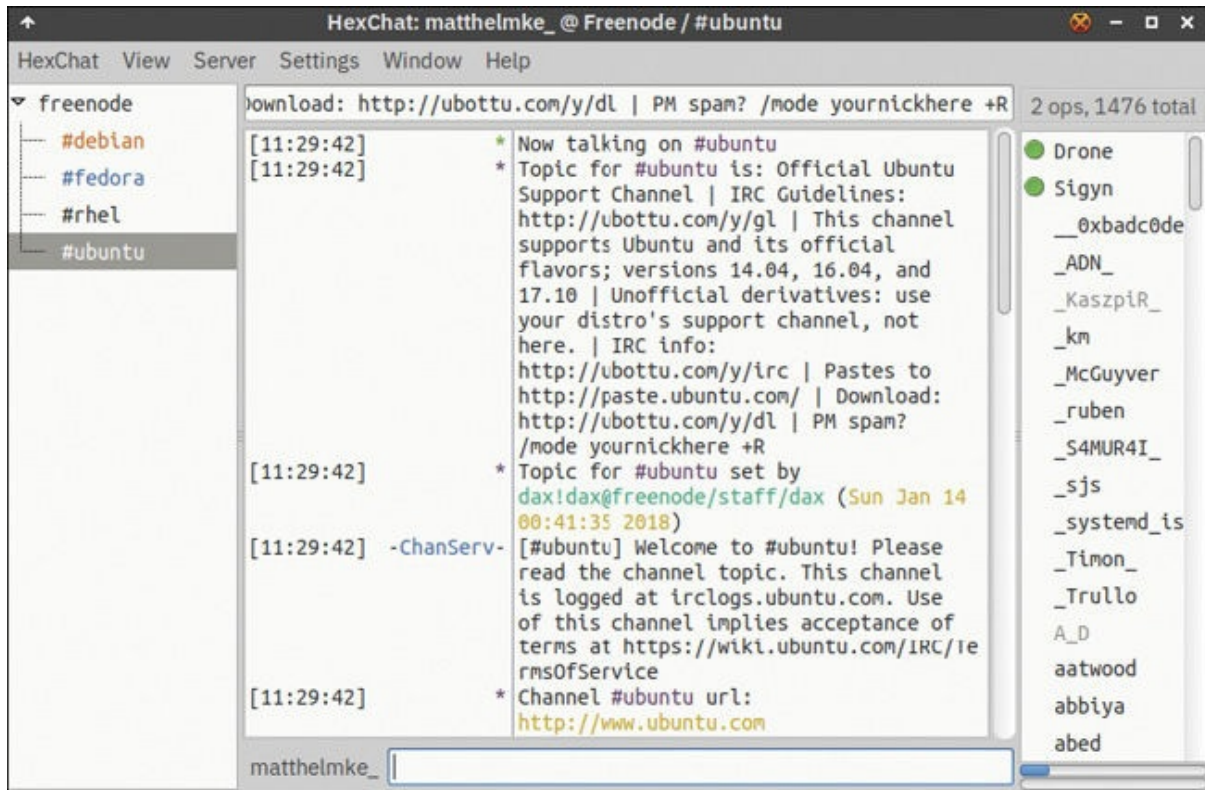 HexChat: matthelmke_ @ Freenode / #ubuntu
HexChat View Server Settings Window Help
freenode
#debian
#fedora
#rhel
#ubuntu
Download: http://ubottu.com/y/dl | PM spam? /mode yournickhere +R
[11:29:42] * Now talking on #ubuntu
[11:29:42] * Topic for #ubuntu is: Official Ubuntu
Support Channel | IRC Guidelines:
http://ubottu.com/y/gl | This channel
supports Ubuntu and its official
flavors; versions 14.04, 16.04, and
17.10 | Unofficial derivatives: use
your distro's support channel, not
here. | IRC info:
http://ubottu.com/y/irc | Pastes to
http://paste.ubuntu.com/ | Download:
http://ubottu.com/y/dl | PM spam?
/mode yournickhere +R
[11:29:42] * Topic for #ubuntu set by
dax!dax@freenode/staff/dax (Sun Jan 14
00:41:35 2018)
[11:29:42] -ChanServ- [#ubuntu] Welcome to #ubuntu! Please
read the channel topic. This channel
is logged at irclogs.ubuntu.com. Use
of this channel implies acceptance of
terms at https://wiki.ubuntu.com/IRC/Te
rmsOfService
[11:29:42] * Channel #ubuntu url:
http://www.ubuntu.com
matthelmke_
2 ops, 1476 total
Drone
Sigyn
__0xbadc0de
_ADN_
_KaszpiR_
_km
_McGuyver
_ruben
_S4MUR4I_
_sjs
_systemd_is
_Timon_
_Trullo
A_D
aatwood
abbiya
abed